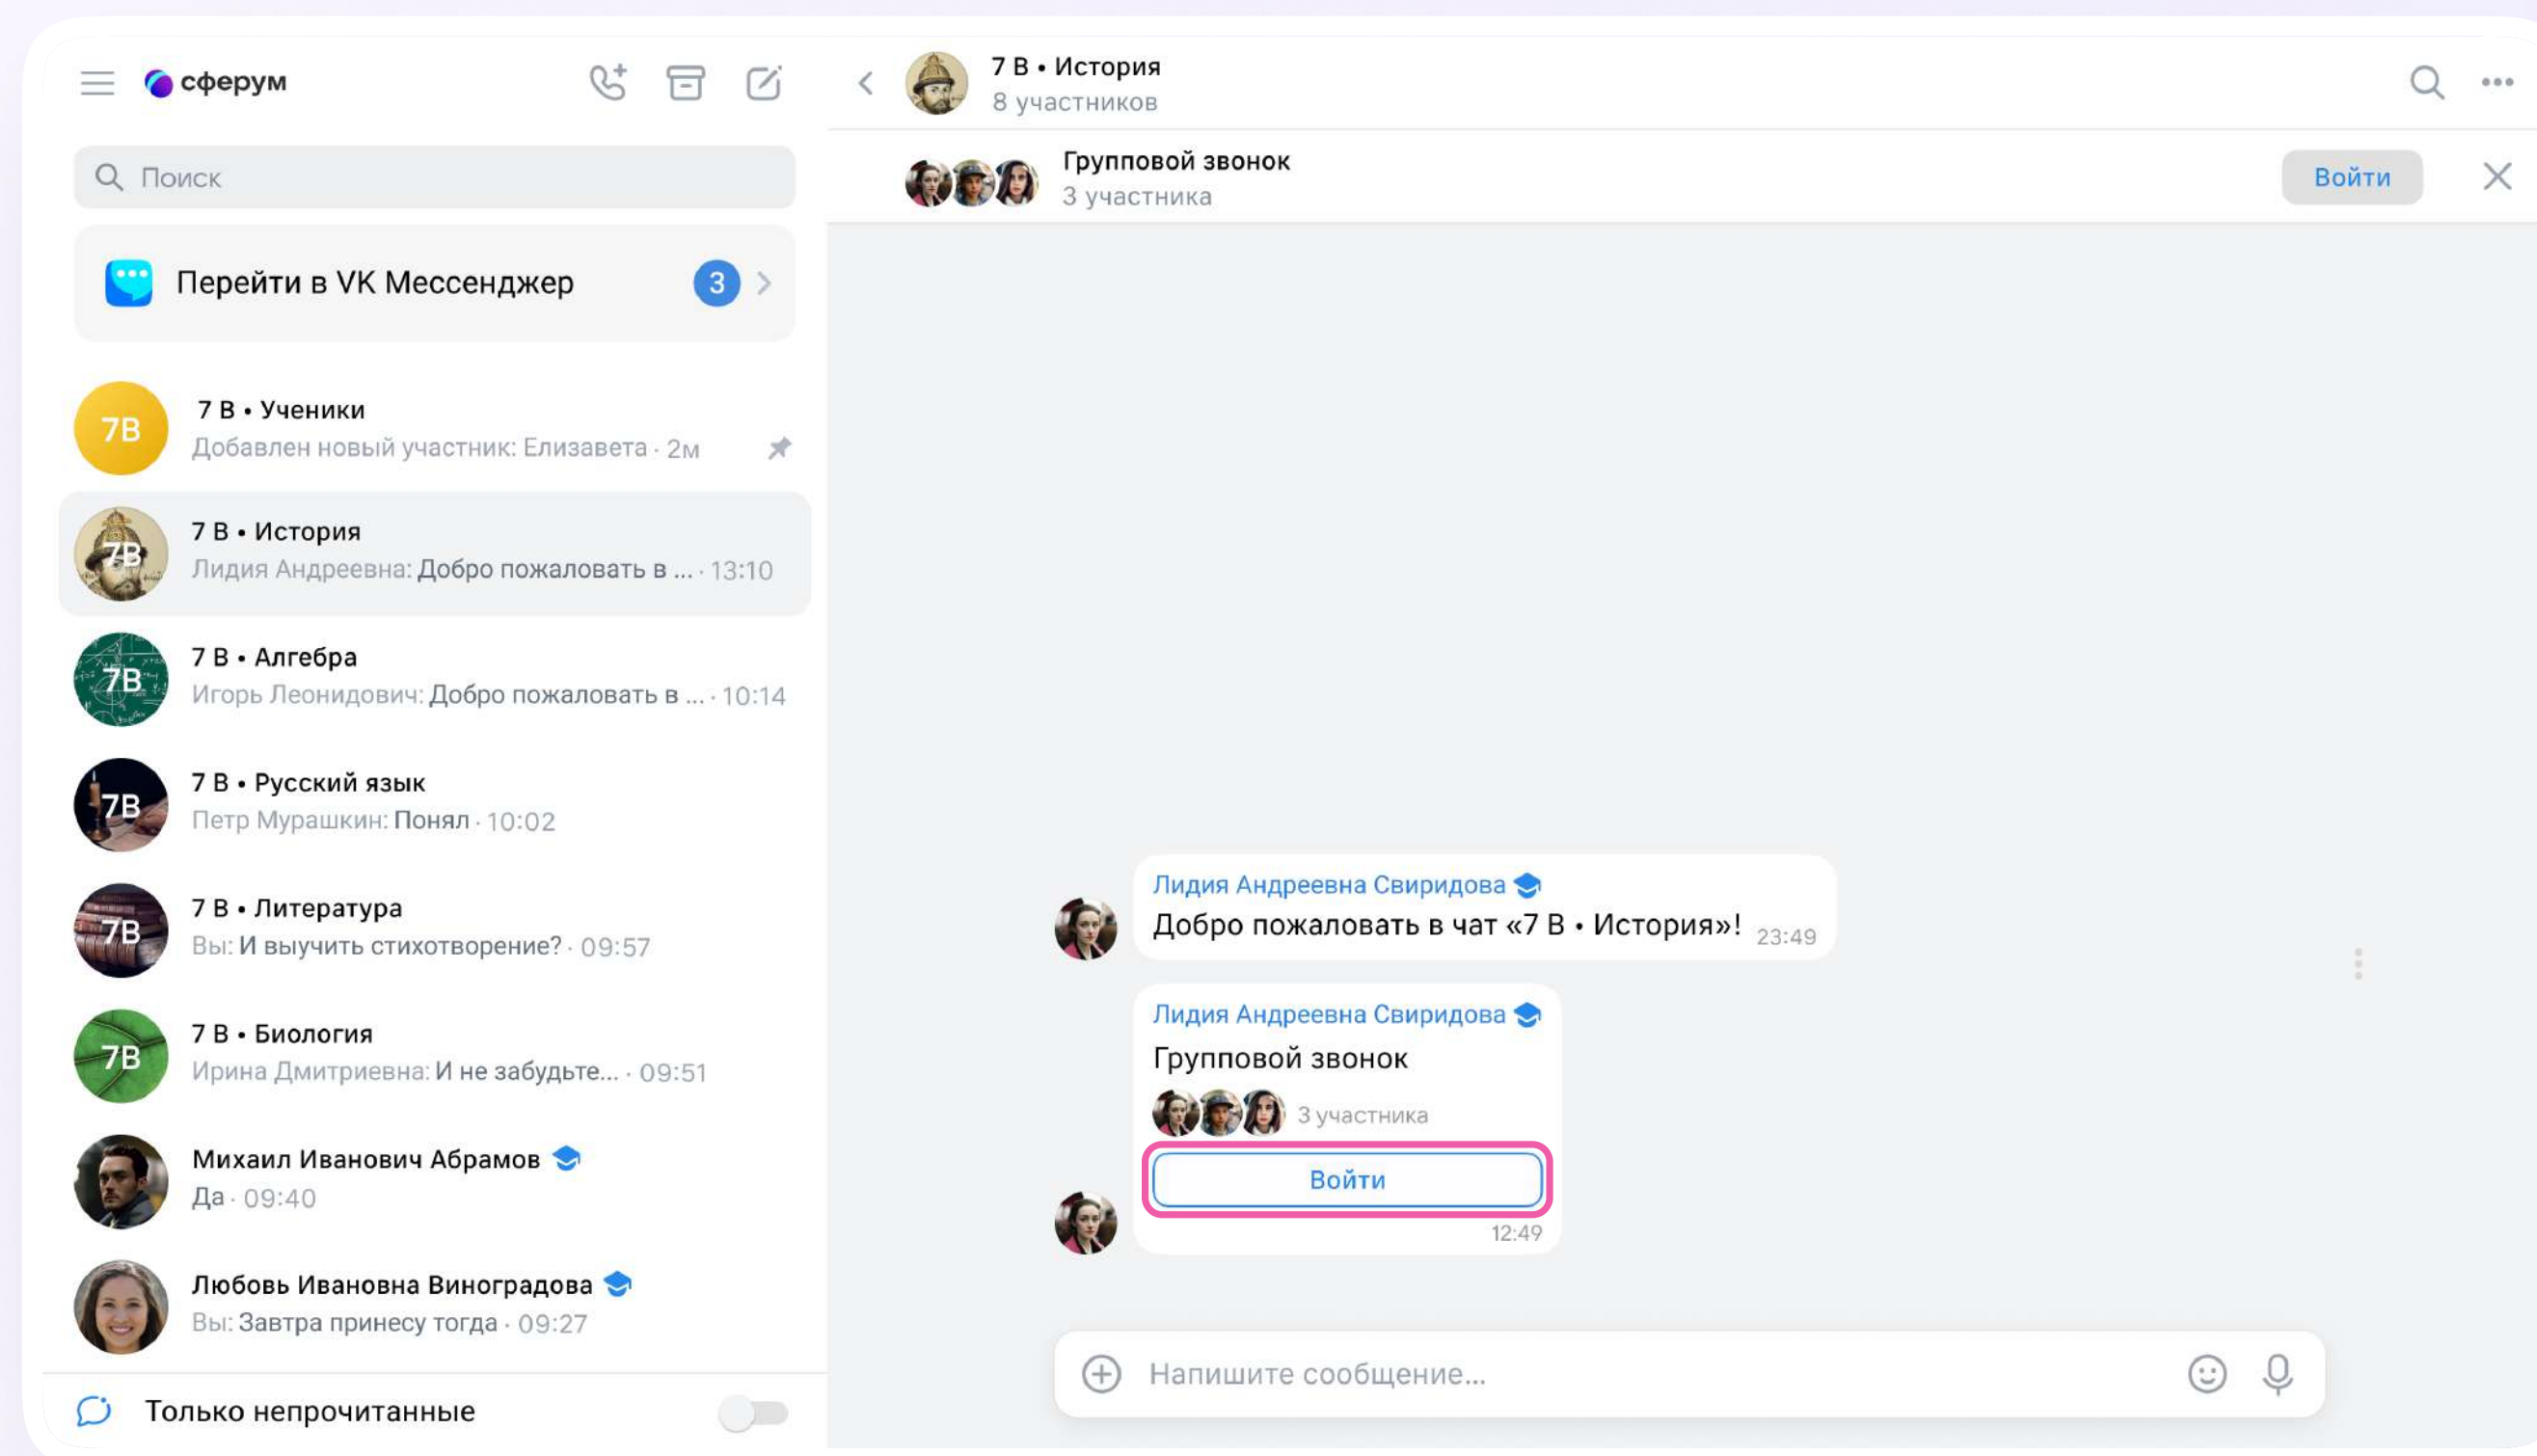 сферум
Поиск
Перейти в VK Мессенджер 3
7В
7 В • Ученики
Добавлен новый участник: Елизавета · 2м
7В
7 В • История
Лидия Андреевна: Добро пожаловать в ... · 13:10
7В
7 В • Алгебра
Игорь Леонидович: Добро пожаловать в ... · 10:14
7В
7 В • Русский язык
Петр Мурашкин: Понял · 10:02
7В
7 В • Литература
Вы: И выучить стихотворение? · 09:57
7В
7 В • Биология
Ирина Дмитриевна: И не забудьте... · 09:51
Михаил Иванович Абрамов
Да · 09:40
Любовь Ивановна Виноградова
Вы: Завтра принесу тогда · 09:27
Только непрочитанные
7 В • История
8 участников
Групповой звонок
3 участника
Войти
Лидия Андреевна Свиридова
Добро пожаловать в чат «7 В • История»! 23:49
Лидия Андреевна Свиридова
Групповой звонок
3 участника
Войти
12:49
Напишите сообщение...